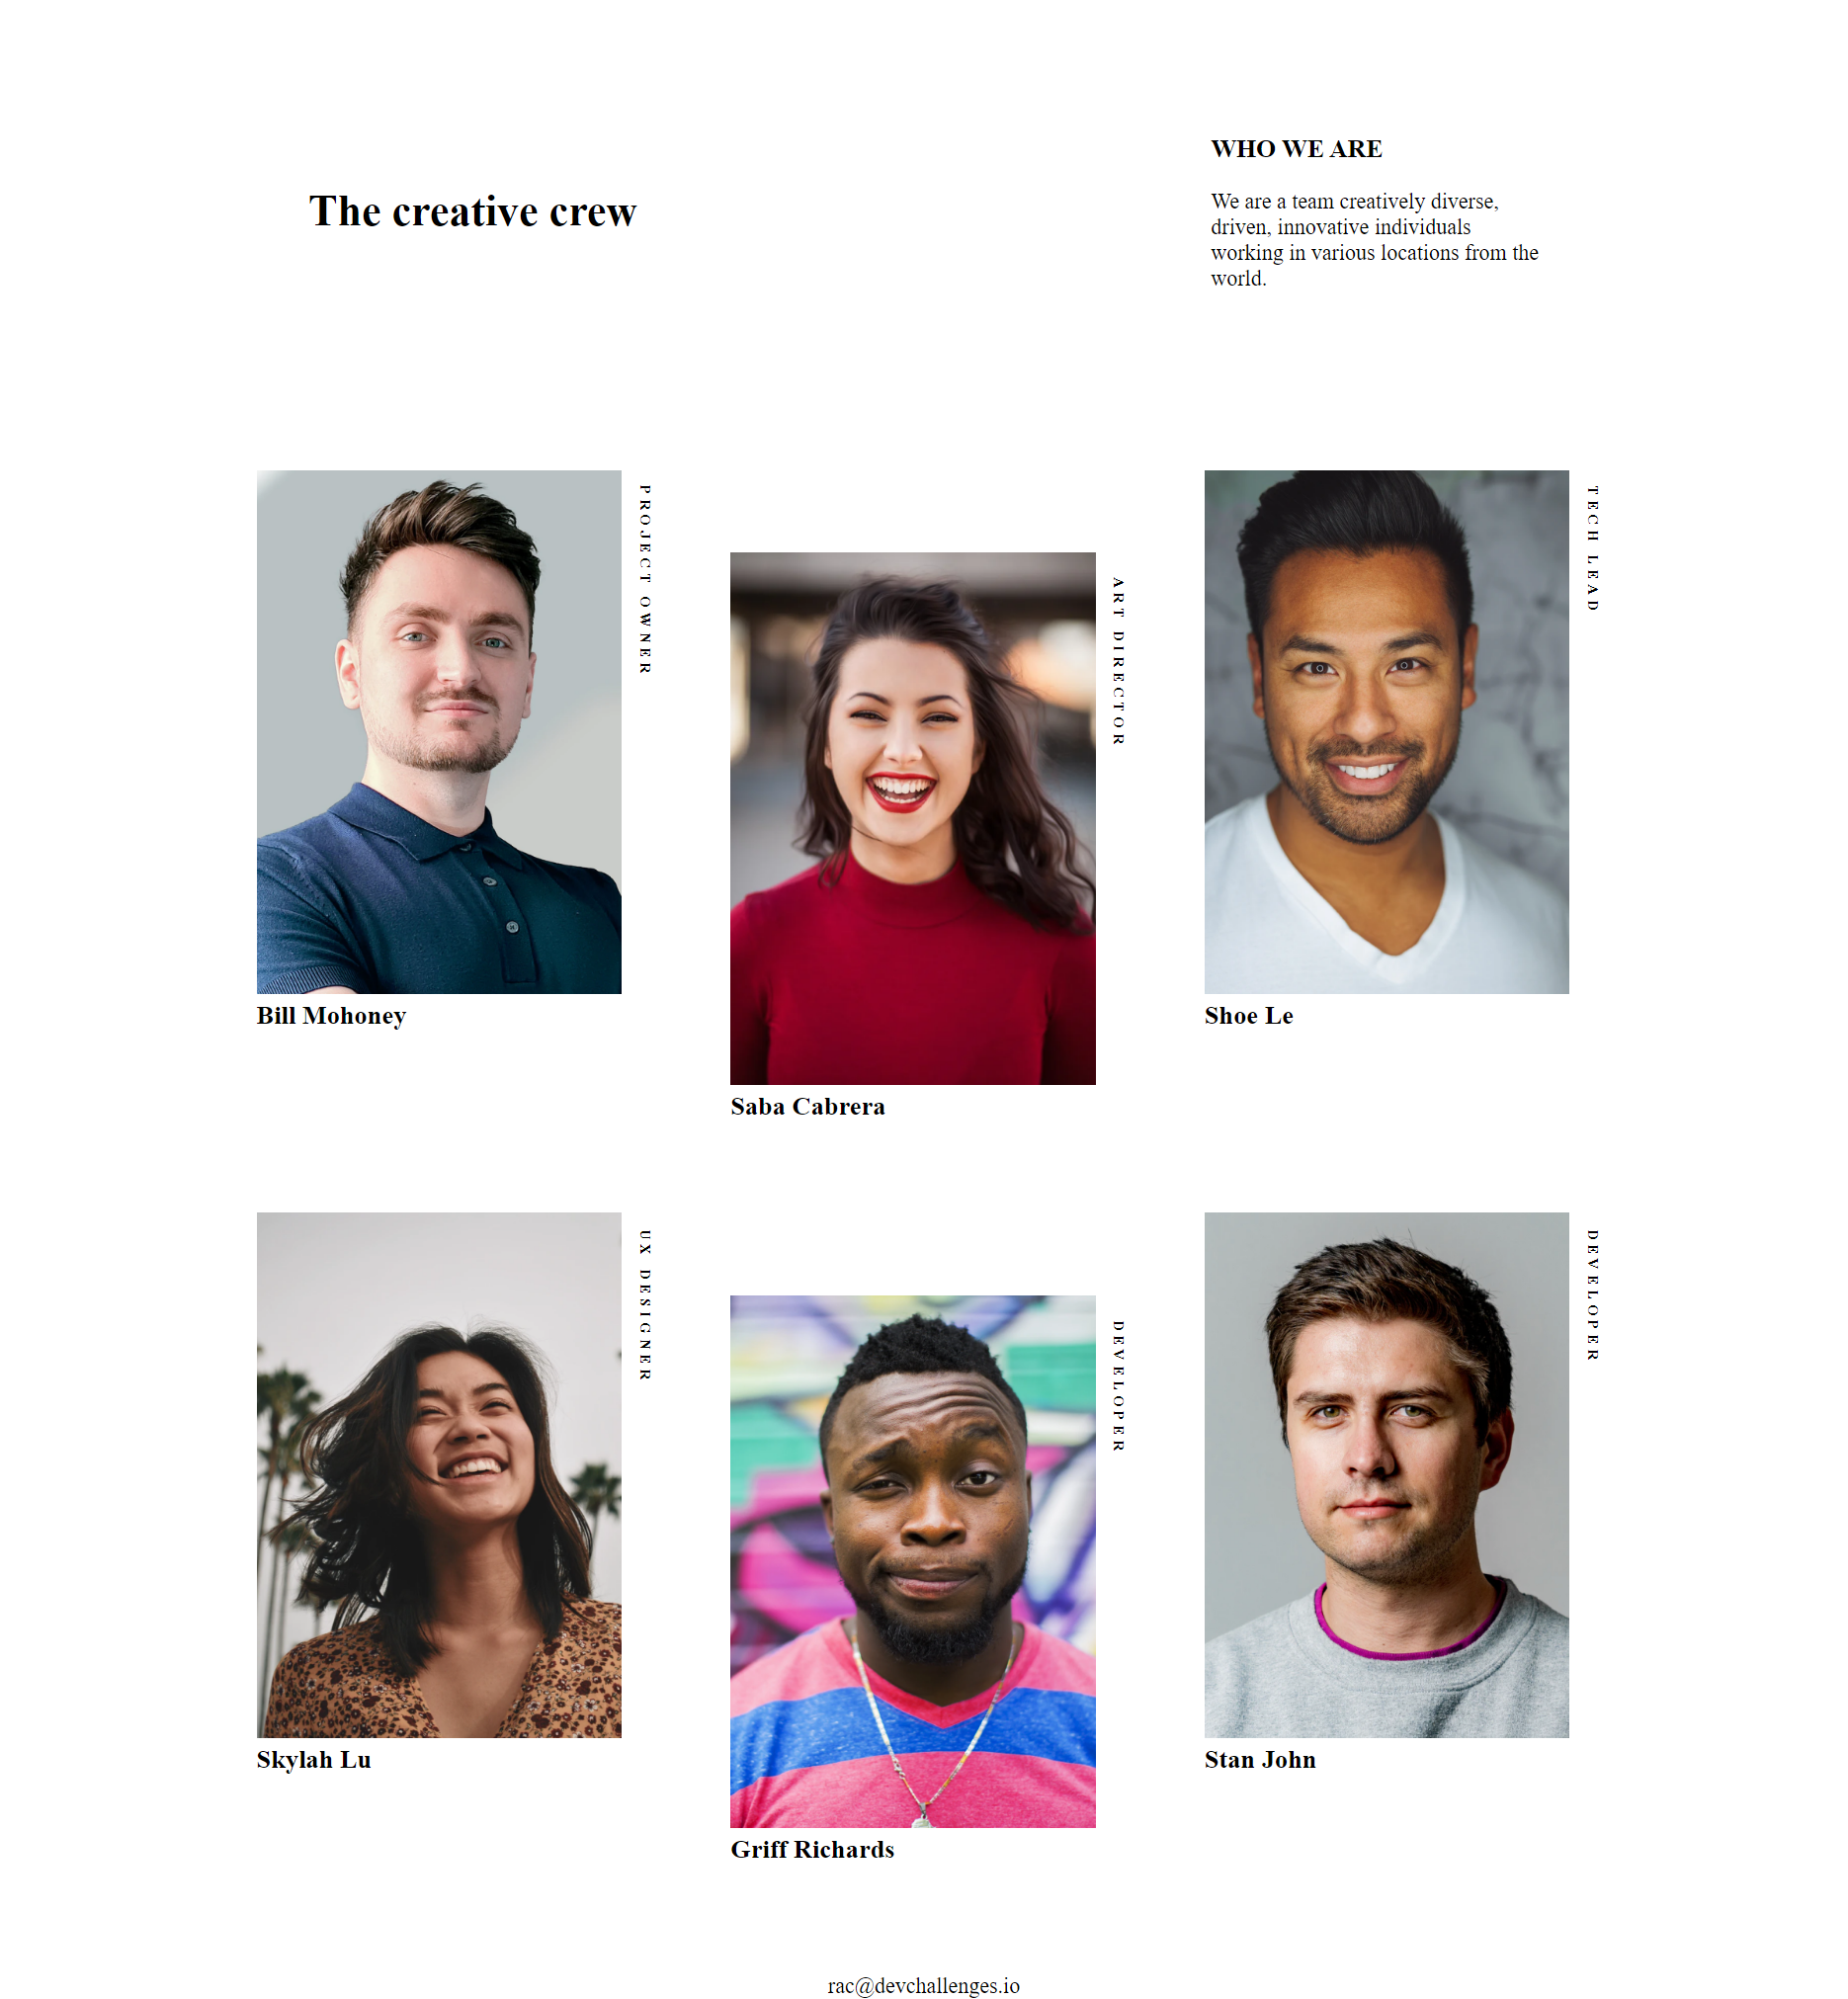 The creative crew
WHO WE ARE
We are a team creatively diverse,
driven, innovative individuals
working in various locations from the
world.
PROJECT OWNER
Bill Mohoney
ART DIRECTOR
Saba Cabrera
TECH LEAD
Shoe Le
UX DESIGNER
Skylah Lu
DEVELOPER
Griff Richards
DEVELOPER
Stan John
rac@devchallenges.io